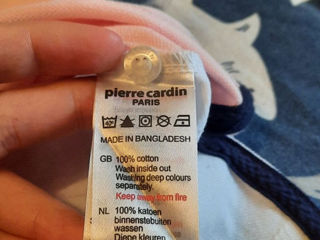 pierre cardin
PARIS
MADE IN BANGLADESH
GB 100% cotton
Wash inside out
Washing deep colours
separately.
Keep away from fire
NL 100% katoen
binnenstebuiten
wassen
Diepe kleuren